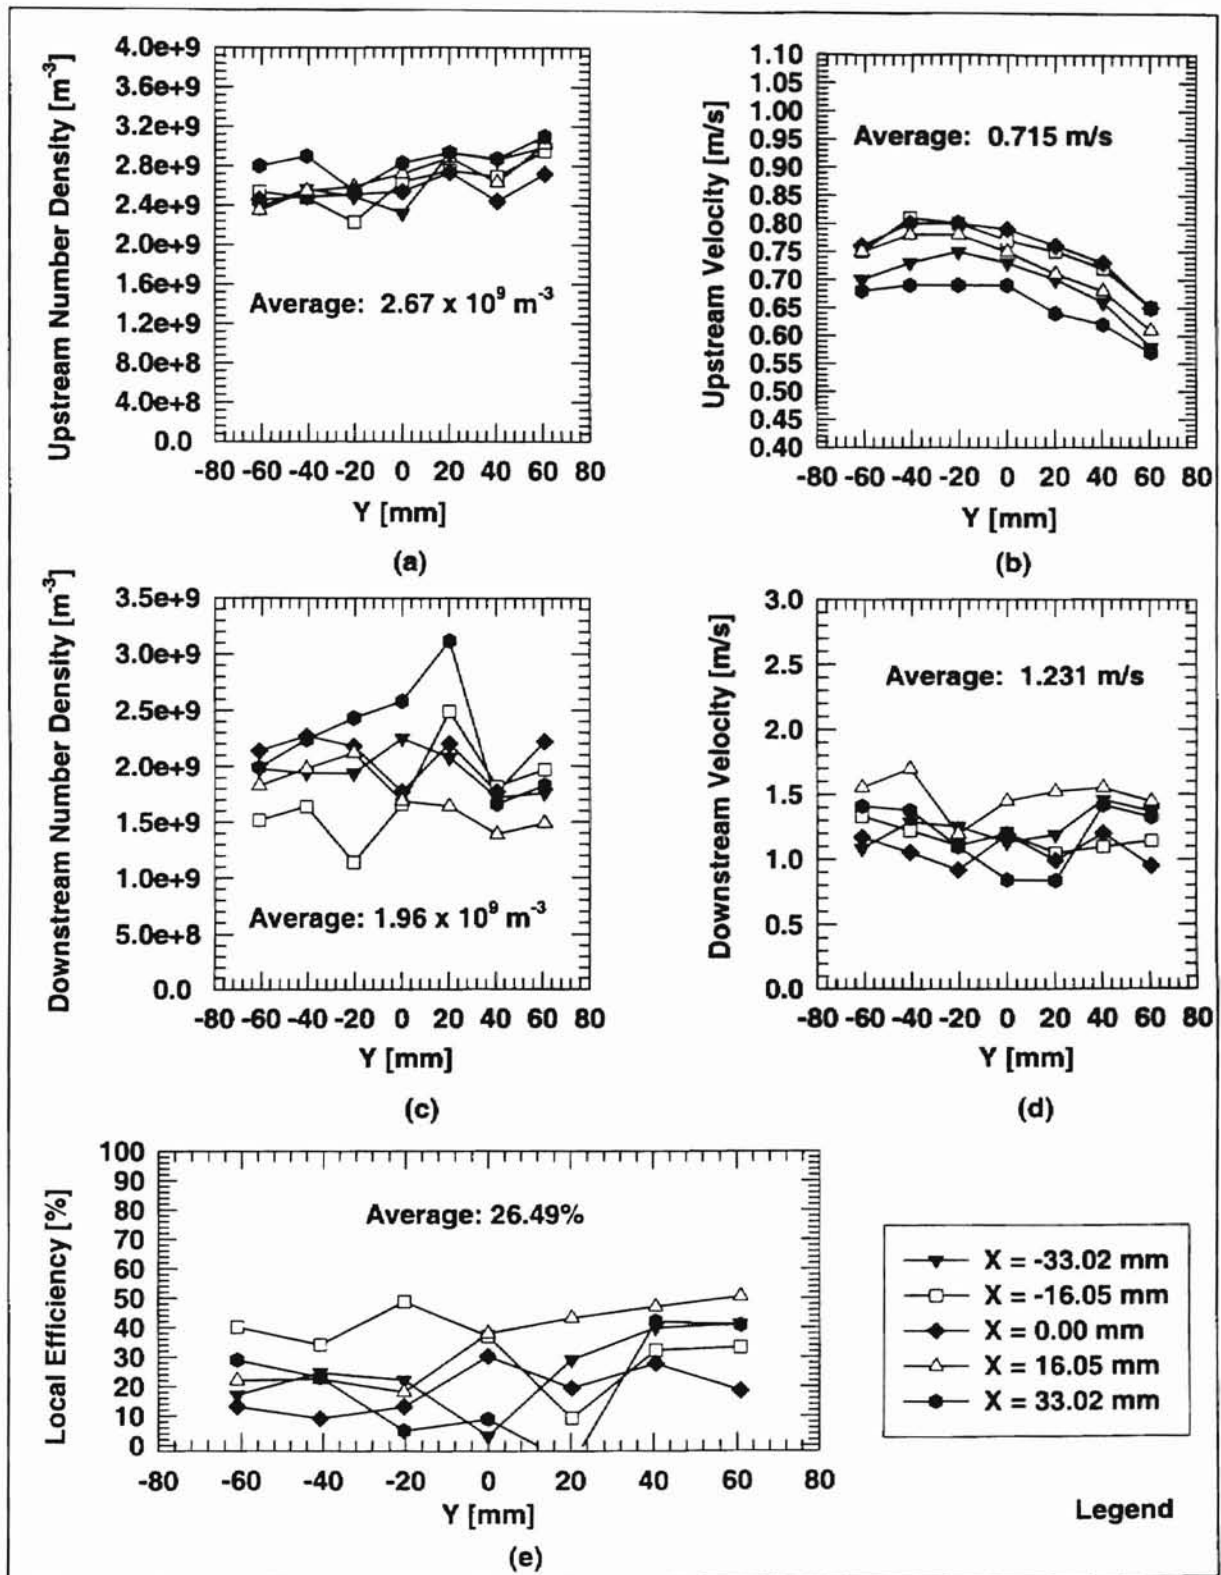 Upstream Number Density [m-3]
4.0e+9
3.6e+9
3.2e+9
2.8e+9
2.4e+9
2.0e+9
1.6e+9
1.2e+9
8.0e+8
4.0e+8
0.0
Average: 2.67 x 10⁹ m⁻³
-80 -60 -40 -20 0 20 40 60 80
Y [mm]
(a)
Upstream Velocity [m/s]
1.10
1.05
1.00
0.95
0.90
0.85
0.80
0.75
0.70
0.65
0.60
0.55
0.50
0.45
0.40
Average: 0.715 m/s
-80 -60 -40 -20 0 20 40 60 80
Y [mm]
(b)
Downstream Number Density [m-3]
3.5e+9
3.0e+9
2.5e+9
2.0e+9
1.5e+9
1.0e+9
5.0e+8
0.0
Average: 1.96 x 10⁹ m⁻³
-80 -60 -40 -20 0 20 40 60 80
Y [mm]
(c)
Downstream Velocity [m/s]
3.0
2.5
2.0
1.5
1.0
0.5
0.0
Average: 1.231 m/s
-80 -60 -40 -20 0 20 40 60 80
Y [mm]
(d)
Local Efficiency [%]
100
90
80
70
60
50
40
30
20
10
0
Average: 26.49%
-80 -60 -40 -20 0 20 40 60 80
Y [mm]
(e)
X = -33.02 mm
X = -16.05 mm
X = 0.00 mm
X = 16.05 mm
X = 33.02 mm
Legend